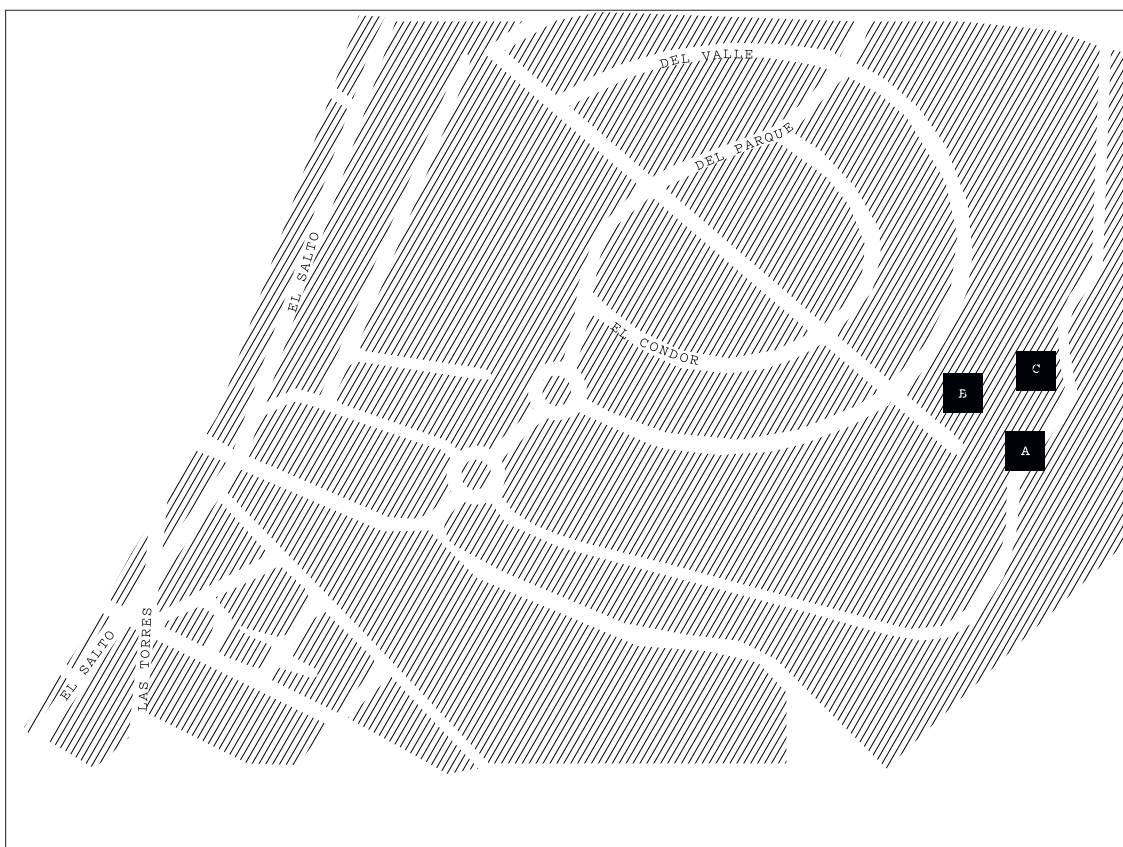 DEL VALLE
DEL PARQUE
EL SALTO
EL CONDOR
C
B
A
EL SALTO
LAS TORRES